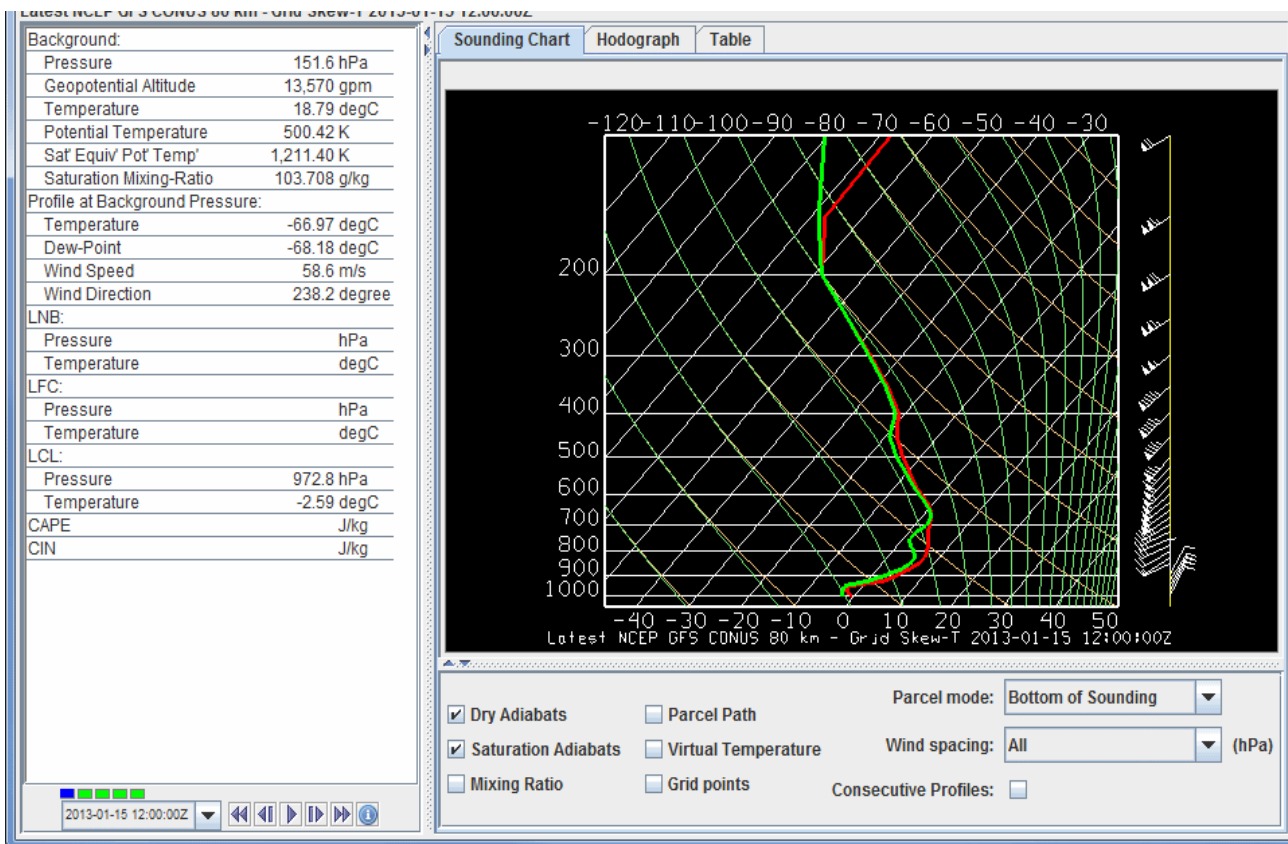 Latest NCEP GFS CONUS 80 km - Grid Skew-T 2013-01-15 12:00:00Z
Background:
Pressure 151.6 hPa
Geopotential Altitude 13,570 gpm
Temperature 18.79 degC
Potential Temperature 500.42 K
Sat' Equiv' Pot' Temp' 1,211.40 K
Saturation Mixing-Ratio 103.708 g/kg
Profile at Background Pressure:
Temperature -66.97 degC
Dew-Point -68.18 degC
Wind Speed 58.6 m/s
Wind Direction 238.2 degree
LNB:
Pressure hPa
Temperature degC
LFC:
Pressure hPa
Temperature degC
LCL:
Pressure 972.8 hPa
Temperature -2.59 degC
CAPE J/kg
CIN J/kg
2013-01-15 12:00:00Z
Sounding Chart Hodograph Table
-120 -110 -100 -90 -80 -70 -60 -50 -40 -30
200
300
400
500
600
700
800
900
1000
-40 -30 -20 -10 0 10 20 30 40 50
Latest NCEP GFS CONUS 80 km - Grid Skew-T 2013-01-15 12:00:00Z
Parcel mode: Bottom of Sounding
Dry Adiabats Parcel Path
Saturation Adiabats Virtual Temperature Wind spacing: All (hPa)
Mixing Ratio Grid points Consecutive Profiles: